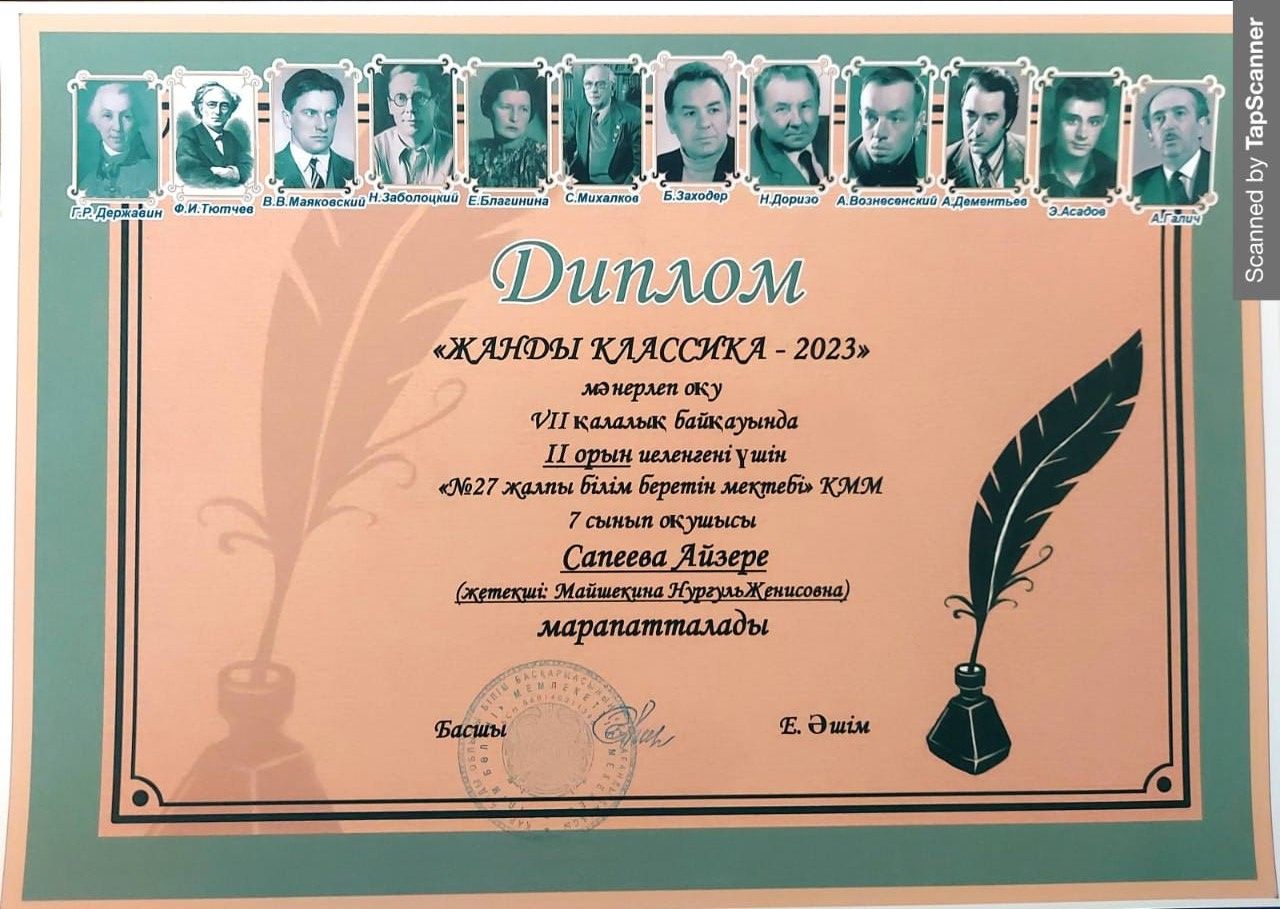 Scanned by TapScanner
Г.Р. Державин
Ф.И.Тютчев
В.В.Маяковский
Н.Заболоцкий
Е.Благинина
С.Михалков
Б.Заходер
Н.Доризо
А.Вознесенский
А.Дементьев
Э.Асадов
А.Галич
Диплом
«ЖАНДЫ КЛАССИКА - 2023»
мәнерлеп оқу
VII қалалық байқауында
II орын иеленгені үшін
«№27 жалпы білім беретін мектебі» КММ
7 сынып оқушысы
Сапеева Айзере
(жетекші: Майшекина НургульЖенисовна)
марапатталады
Басшы
Е. Әшім